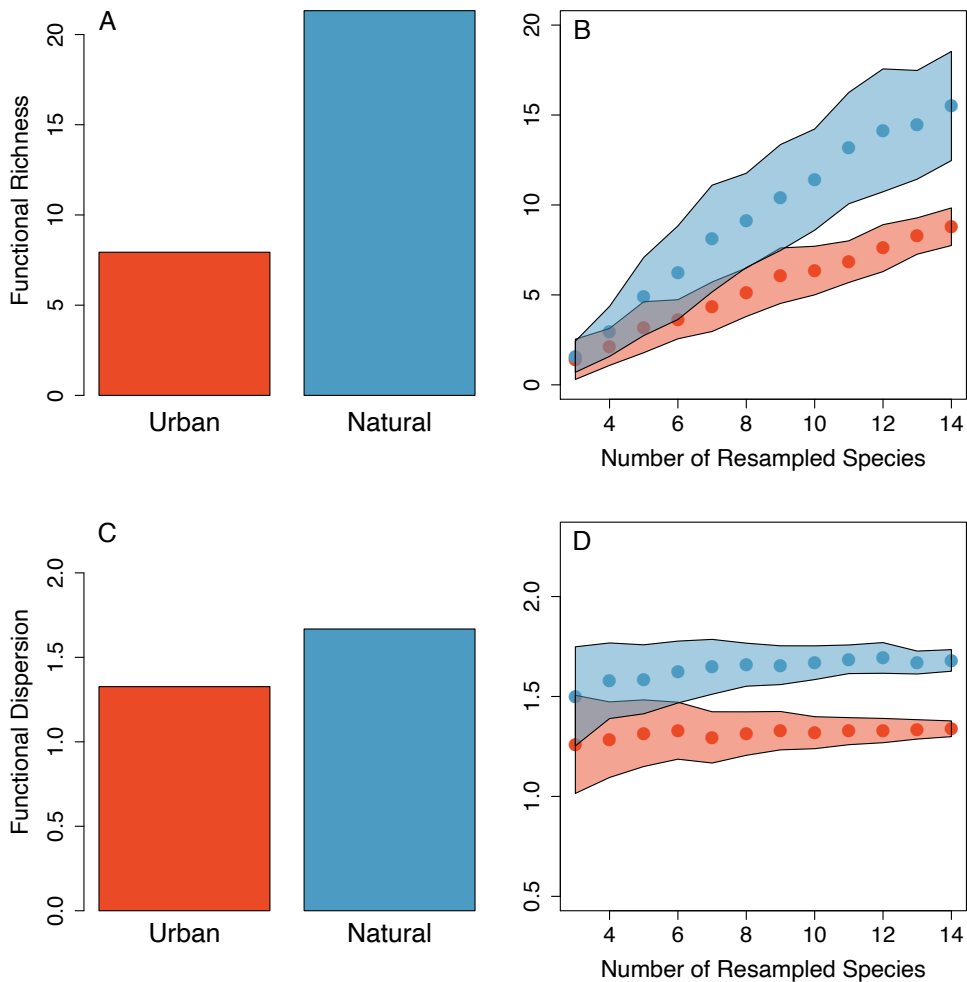 A
Functional Richness
20
15
10
5
0
Urban
Natural
B
20
15
10
5
0
4 6 8 10 12 14
Number of Resampled Species
C
Functional Dispersion
2.0
1.5
1.0
0.5
0.0
Urban
Natural
D
2.0
1.5
1.0
0.5
4 6 8 10 12 14
Number of Resampled Species